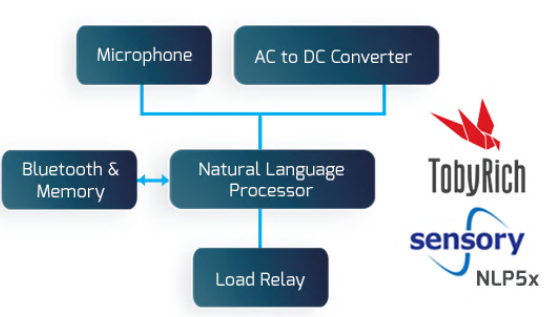 Microphone
AC to DC Converter
Bluetooth &
Memory
Natural Language
Processor
Load Relay
TobyRich
sensory
NLP5x